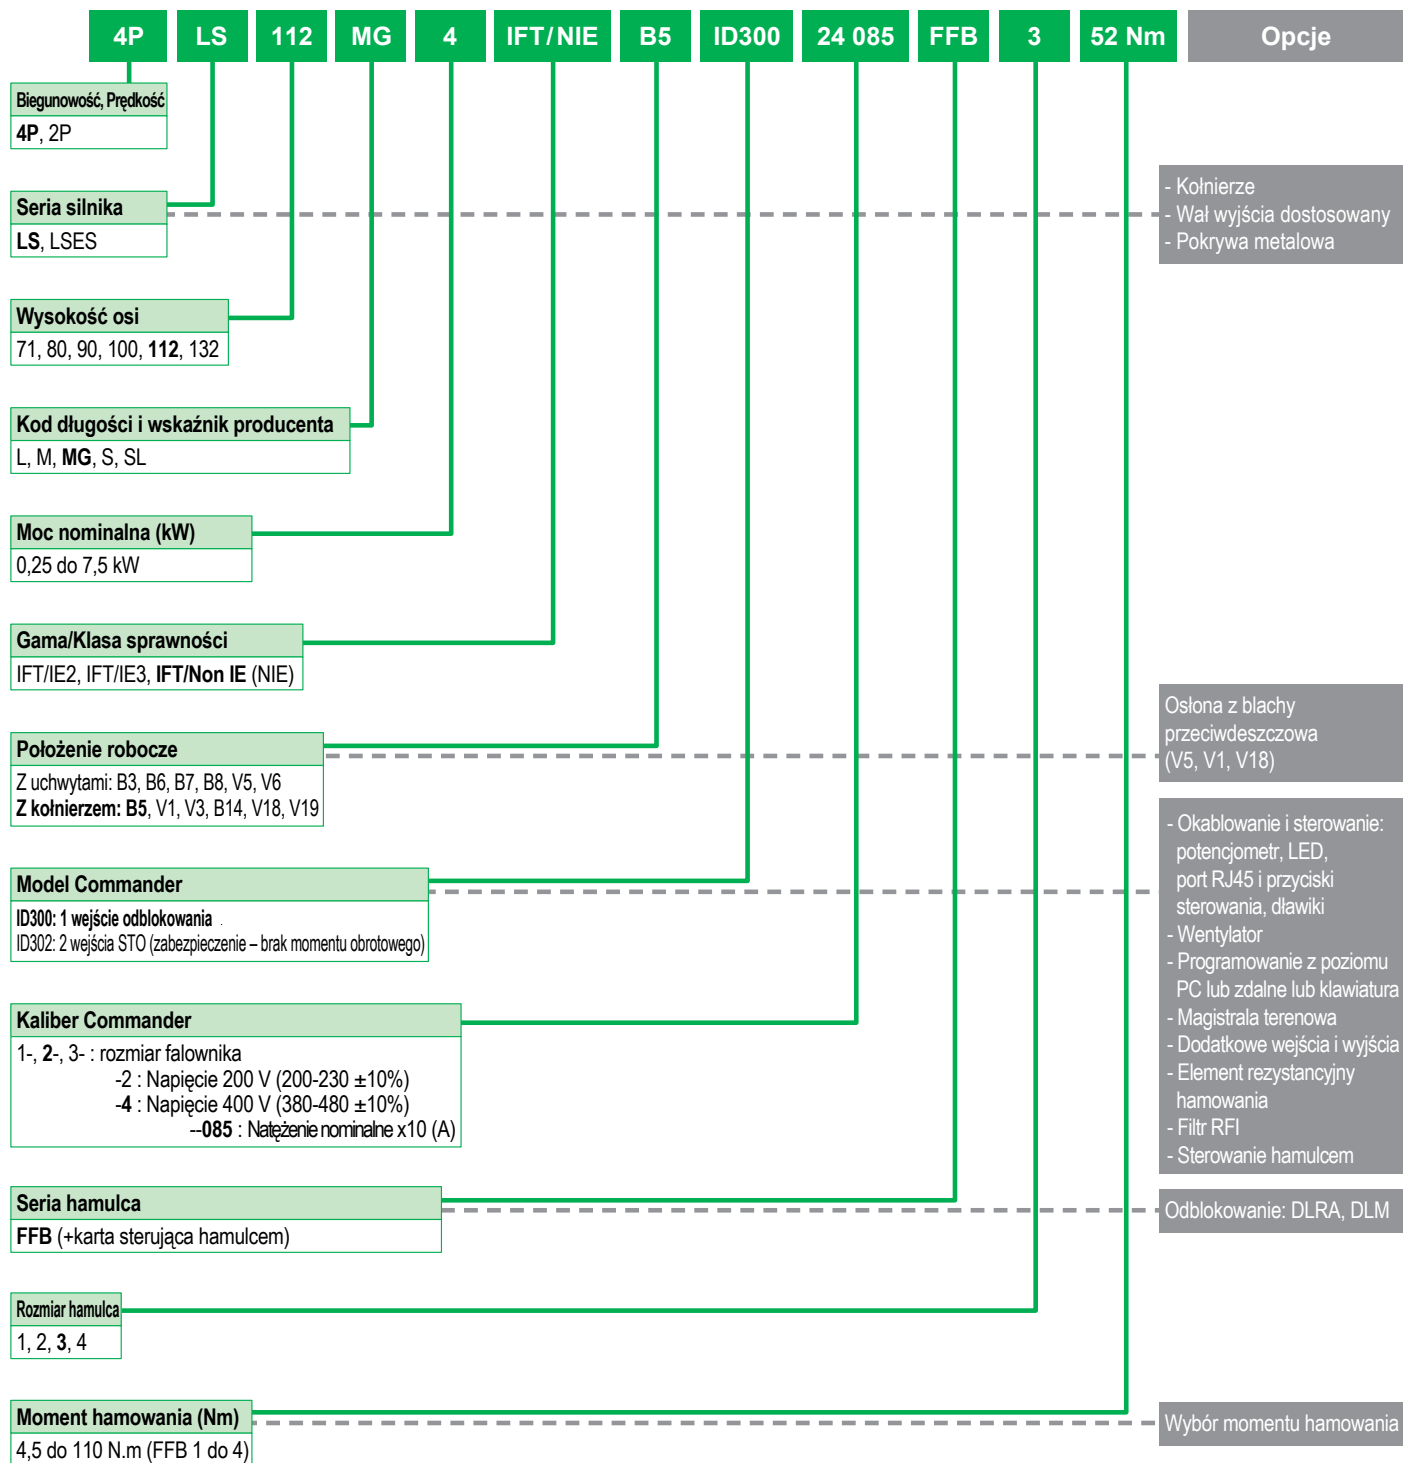 4P LS 112 MG 4 IFT/NIE B5 ID300 24 085 FFB 3 52 Nm Opcje
Biegunowość, Prędkość
4P, 2P
Seria silnika
LS, LSES
- Kołnierze
- Wał wyjścia dostosowany
- Pokrywa metalowa
Wysokość osi
71, 80, 90, 100, 112, 132
Kod długości i wskaźnik producenta
L, M, MG, S, SL
Moc nominalna (kW)
0,25 do 7,5 kW
Gama/Klasa sprawności
IFT/IE2, IFT/IE3, IFT/Non IE (NIE)
Położenie robocze
Z uchwytami: B3, B6, B7, B8, V5, V6
Z kołnierzem: B5, V1, V3, B14, V18, V19
Osłona z blachy
przeciwdeszczowa
(V5, V1, V18)
Model Commander
ID300: 1 wejście odblokowania
ID302: 2 wejścia STO (zabezpieczenie – brak momentu obrotowego)
- Okablowanie i sterowanie:
potencjometr, LED,
port RJ45 i przyciski
sterowania, dławiki
- Wentylator
- Programowanie z poziomu
PC lub zdalne lub klawiatura
- Magistrala terenowa
- Dodatkowe wejścia i wyjścia
- Element rezystancyjny
hamowania
- Filtr RFI
- Sterowanie hamulcem
Kaliber Commander
1-, 2-, 3- : rozmiar falownika
-2 : Napięcie 200 V (200-230 ±10%)
-4 : Napięcie 400 V (380-480 ±10%)
--085 : Natężenie nominalne x10 (A)
Seria hamulca
FFB (+karta sterująca hamulcem)
Odblokowanie: DLRA, DLM
Rozmiar hamulca
1, 2, 3, 4
Moment hamowania (Nm)
4,5 do 110 N.m (FFB 1 do 4)
Wybór momentu hamowania